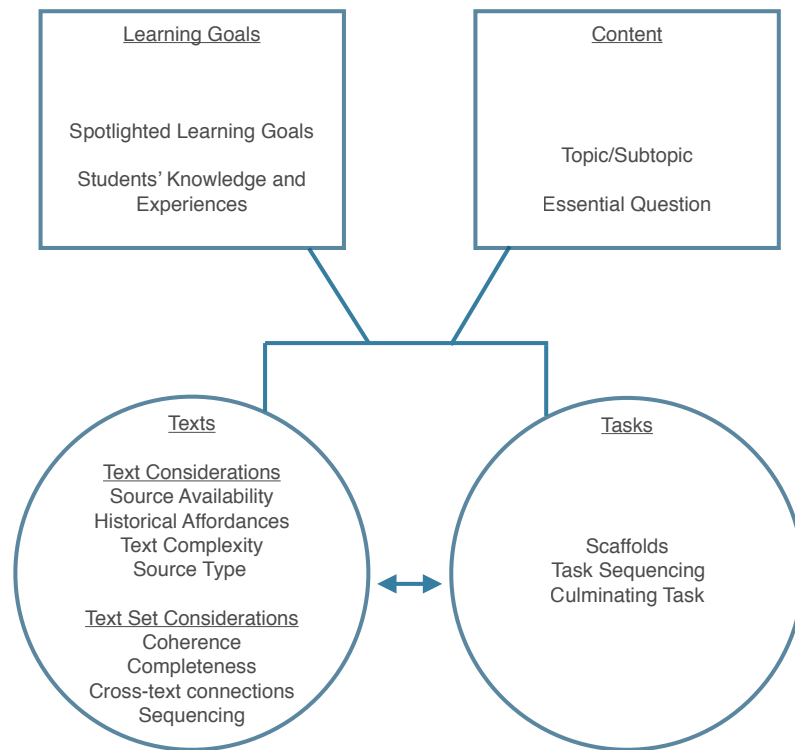 Learning Goals
Spotlighted Learning Goals
Students’ Knowledge and
Experiences
Content
Topic/Subtopic
Essential Question
Texts
Text Considerations
Source Availability
Historical Affordances
Text Complexity
Source Type
Text Set Considerations
Coherence
Completeness
Cross-text connections
Sequencing
Tasks
Scaffolds
Task Sequencing
Culminating Task